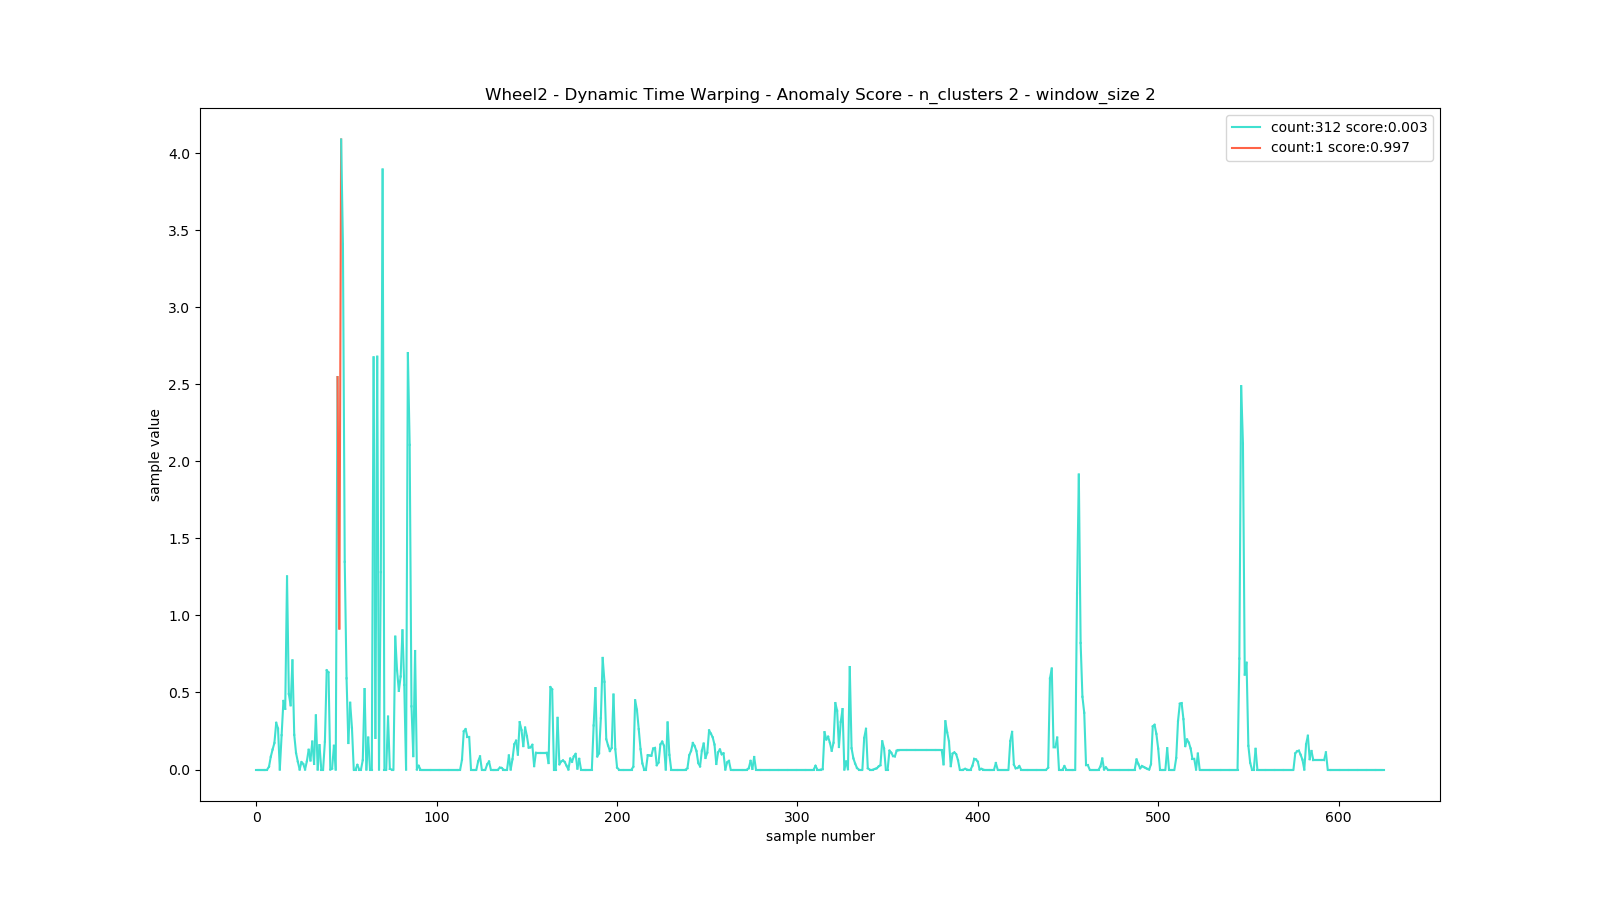 Wheel2 - Dynamic Time Warping - Anomaly Score - n_clusters 2 - window_size 2
count:312 score:0.003
count:1 score:0.997
4.0
3.5
3.0
2.5
2.0
1.5
1.0
0.5
0.0
sample value
0 100 200 300 400 500 600
sample number